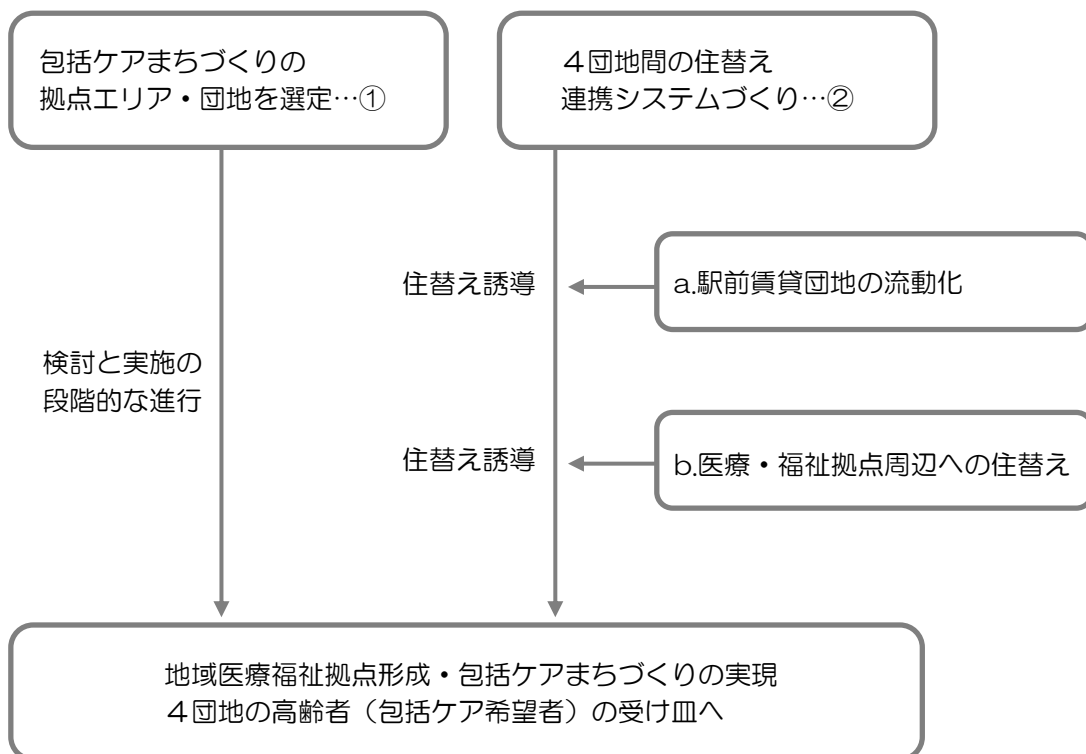 包括ケアまちづくりの
拠点エリア・団地を選定…①
４団地間の住替え
連携システムづくり…②
住替え誘導
a.駅前賃貸団地の流動化
検討と実施の
段階的な進行
住替え誘導
b.医療・福祉拠点周辺への住替え
地域医療福祉拠点形成・包括ケアまちづくりの実現
４団地の高齢者（包括ケア希望者）の受け皿へ